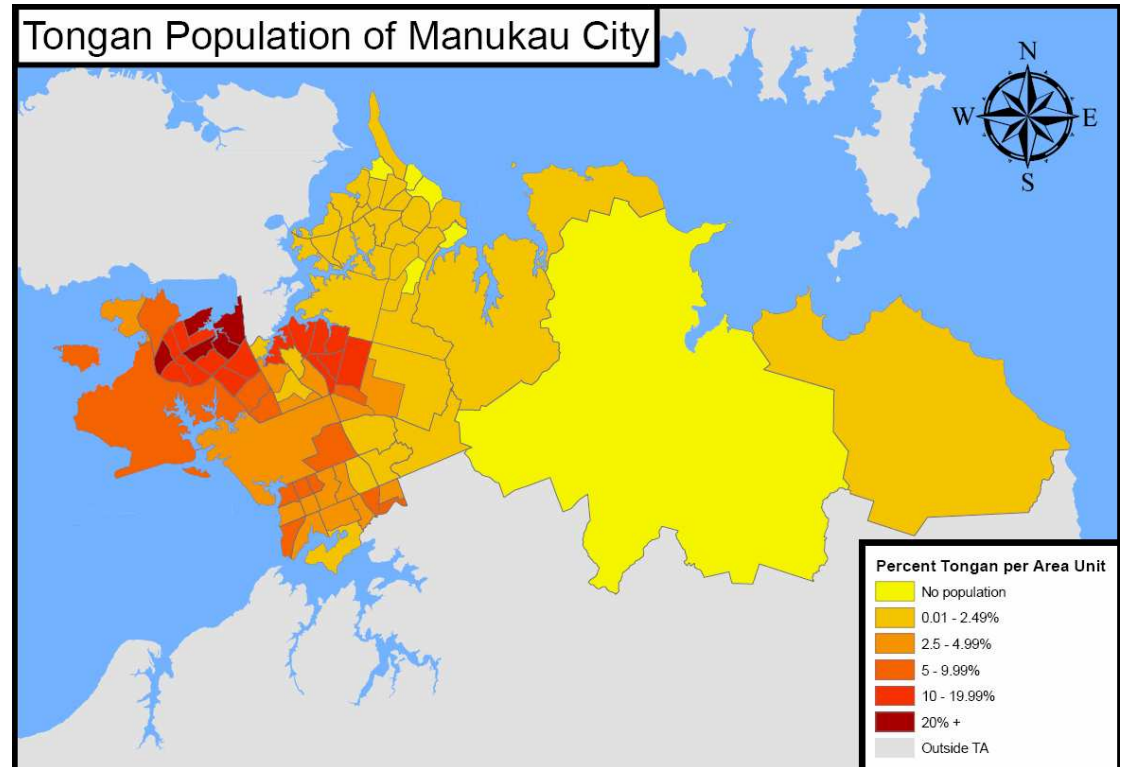 Tongan Population of Manukau City
N
W
E
S
Percent Tongan per Area Unit
No population
0.01 - 2.49%
2.5 - 4.99%
5 - 9.99%
10 - 19.99%
20% +
Outside TA